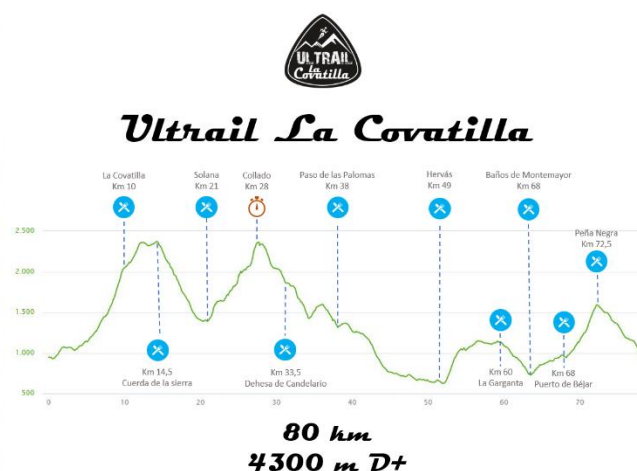 ULTRAIL
La
Covatilla
Ultrail La Covatilla
La Covatilla
Km 10
Solana
Km 21
Collado
Km 28
Paso de las Palomas
Km 38
Hervás
Km 49
Baños de Montemayor
Km 68
Peña Negra
Km 72,5
2.500
2.000
1.500
1.000
500
Km 14,5
Cuerda de la sierra
Km 33,5
Dehesa de Candelario
Km 60
La Garganta
Km 68
Puerto de Béjar
0 10 20 30 40 50 60 70
80 km
4300 m D+